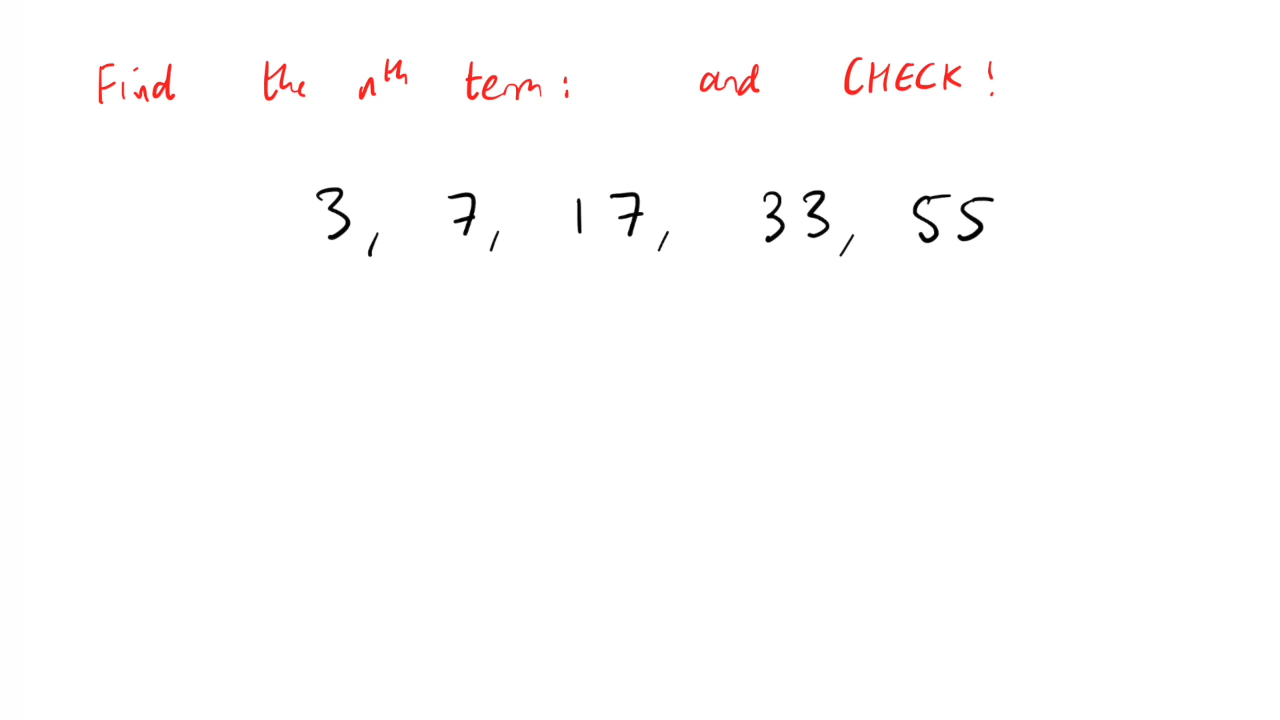 Find the nth term: and CHECK!
3, 7, 17, 33, 55